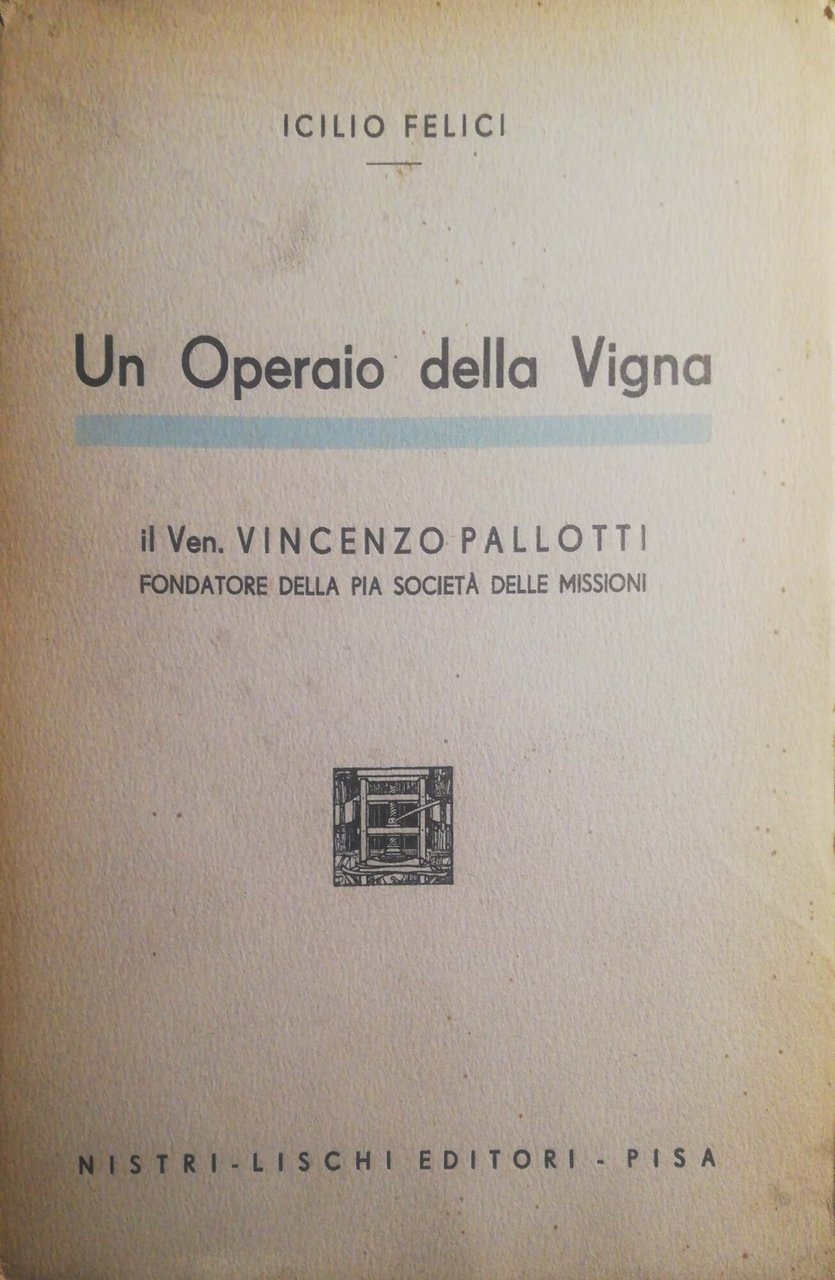 ICILIO FELICI
Un Operaio della Vigna
il Ven. VINCENZO PALLOTTI
FONDATORE DELLA PIA SOCIETÀ DELLE MISSIONI
NISTRI-LISCHI EDITORI - PISA